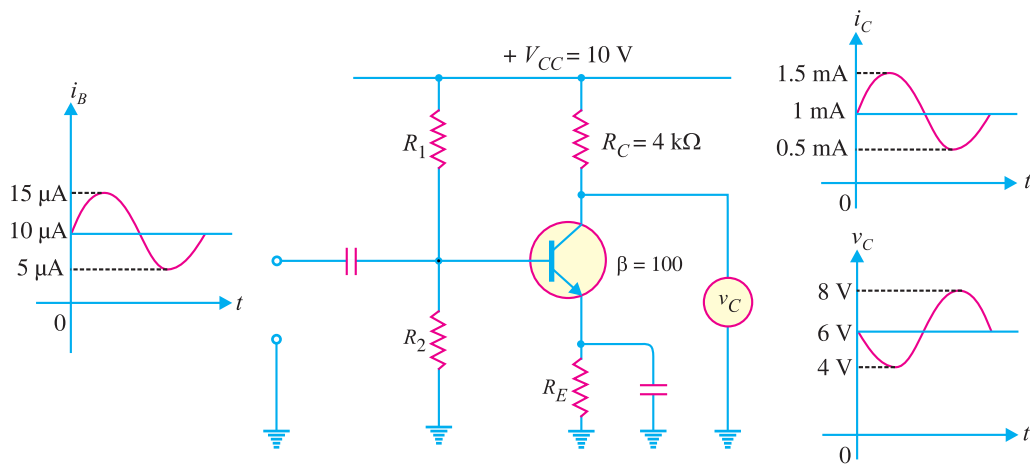 i_B
15 μA
10 μA
5 μA
0
t
+ V_CC = 10 V
R_1
R_C = 4 kΩ
β = 100
v_C
R_2
R_E
i_C
1.5 mA
1 mA
0.5 mA
0
t
v_C
8 V
6 V
4 V
0
t